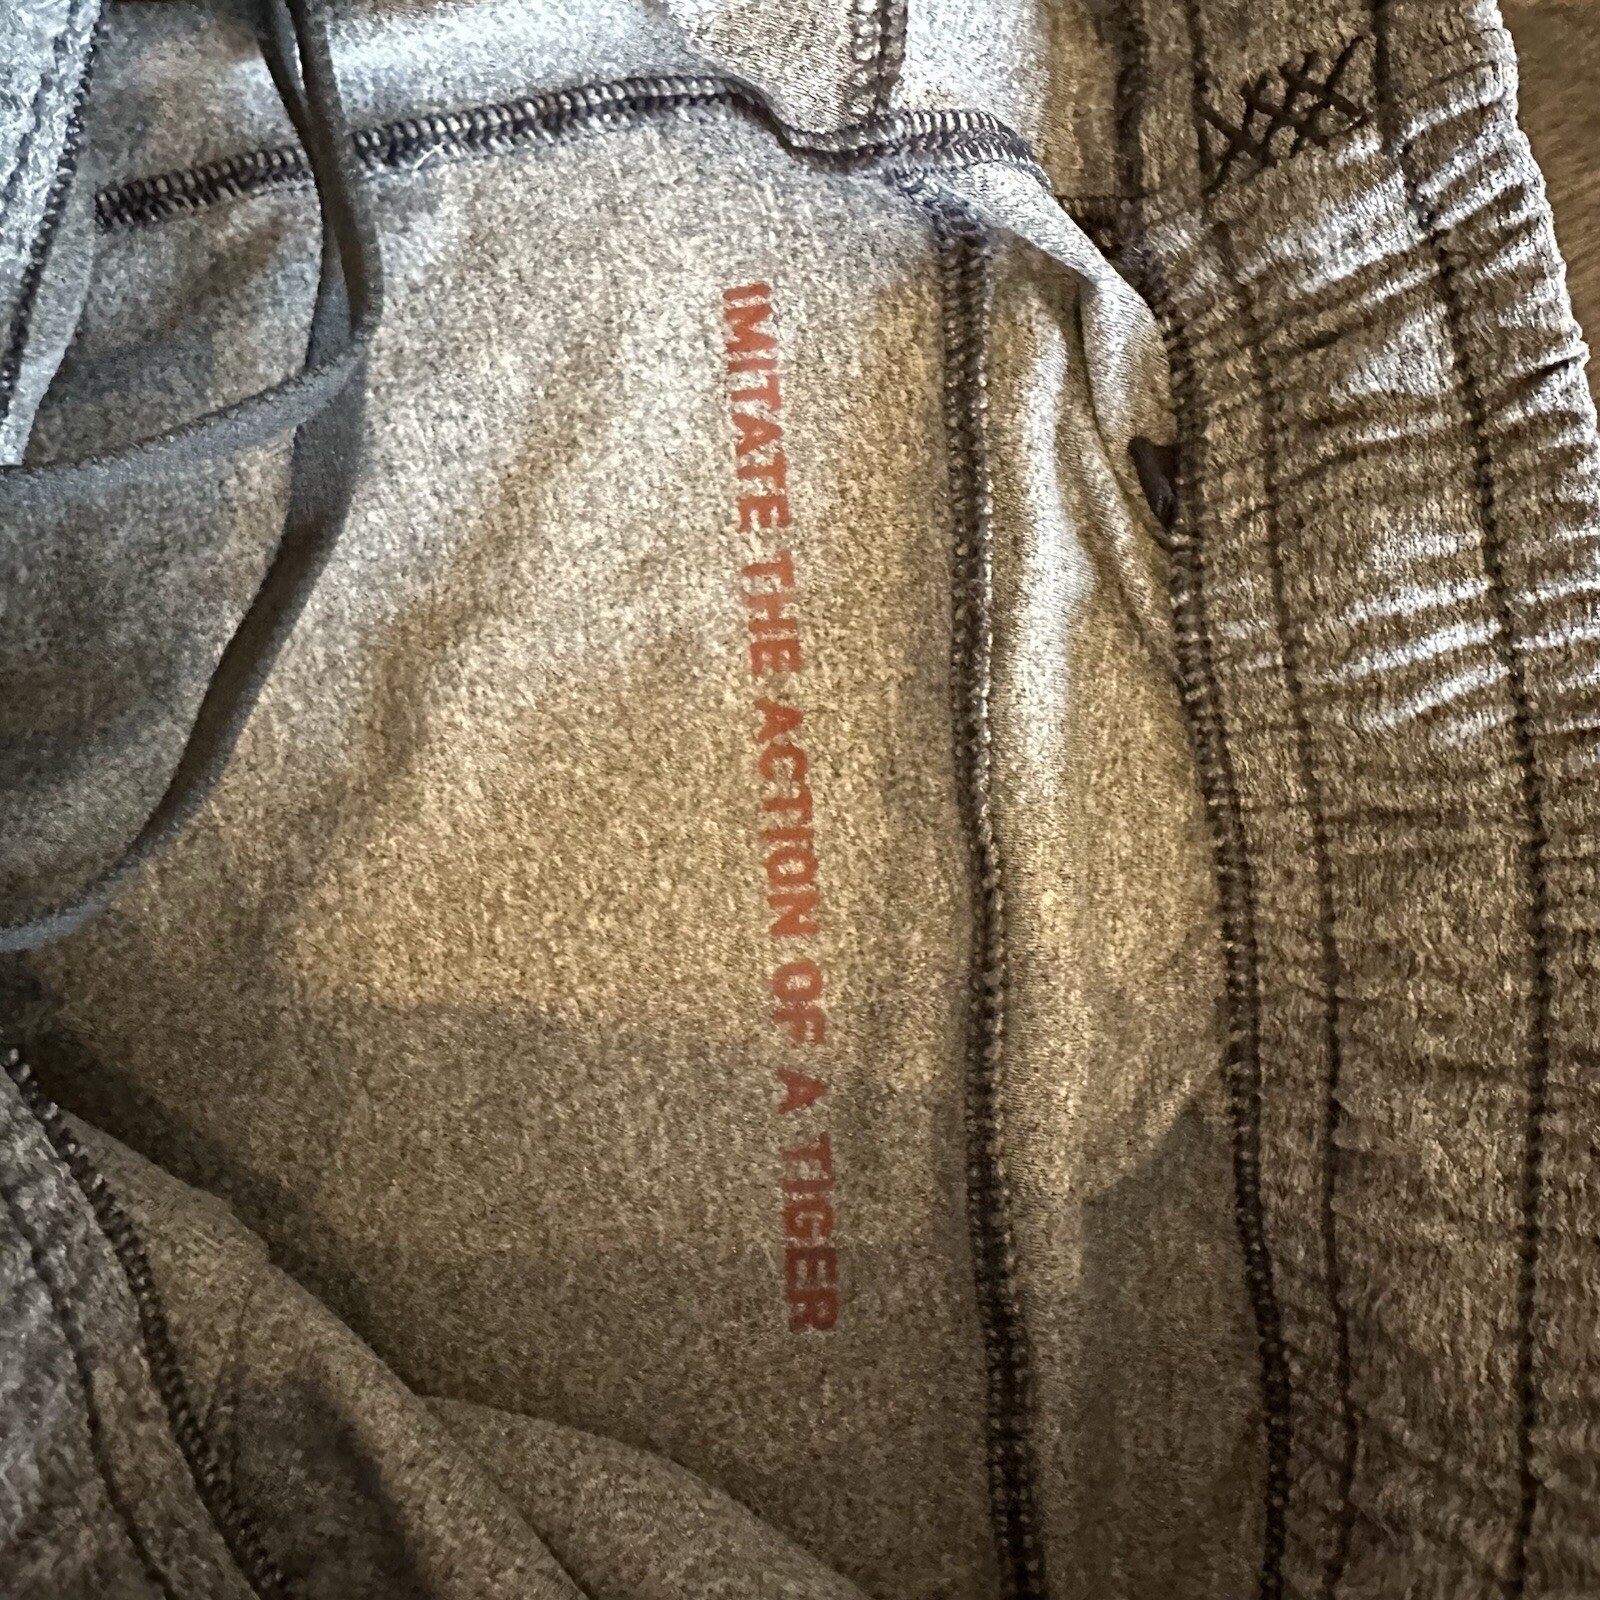 IMITATE THE ACTION OF A TIGER